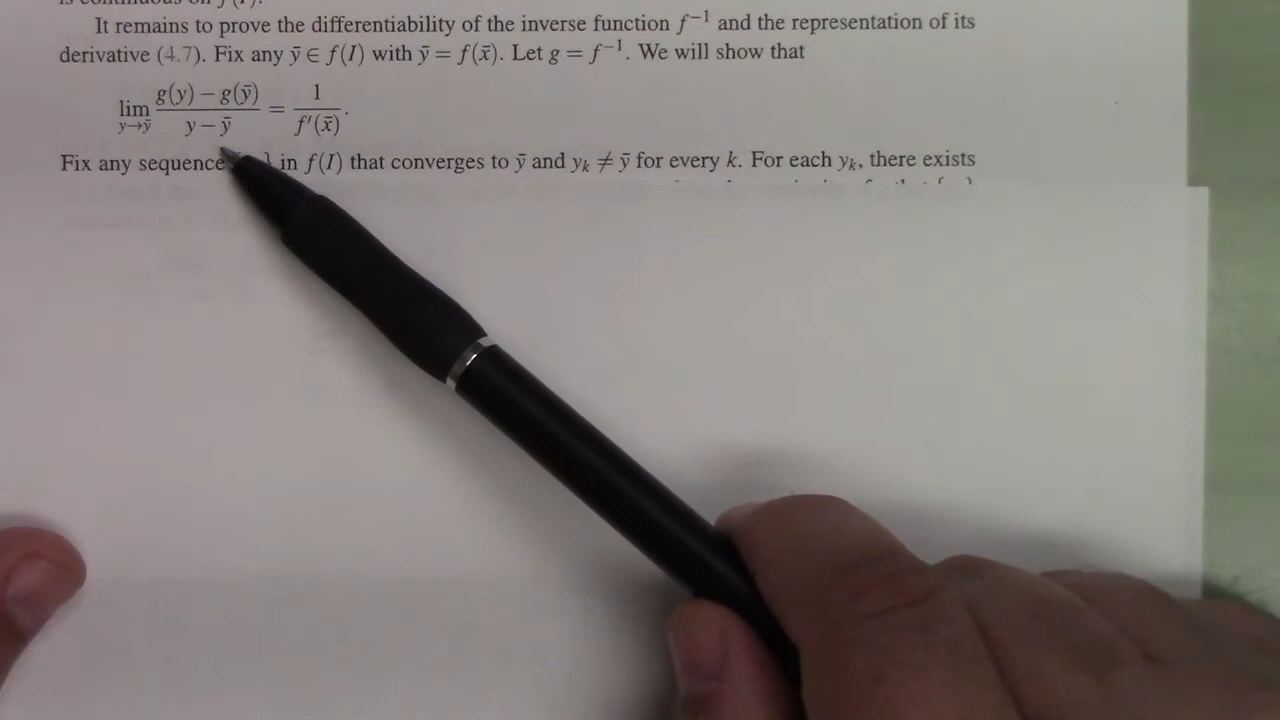 It remains to prove the differentiability of the inverse function f⁻¹ and the representation of its
derivative (4.7). Fix any ȳ ∈ f(I) with ȳ = f(x̄). Let g = f⁻¹. We will show that
lim_{y→ȳ} (g(y) − g(ȳ))/(y − ȳ) = 1/f′(x̄).
Fix any sequence } in f(I) that converges to ȳ and yₖ ≠ ȳ for every k. For each yₖ, there exists